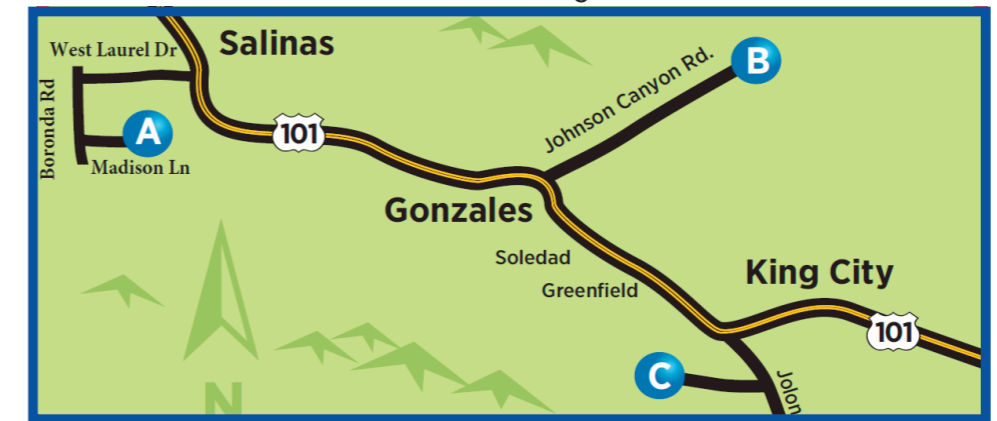 West Laurel Dr
Salinas
B
Johnson Canyon Rd.
Boronda Rd
A
101
Madison Ln
Gonzales
Soledad
Greenfield
King City
101
C
Jolon
N